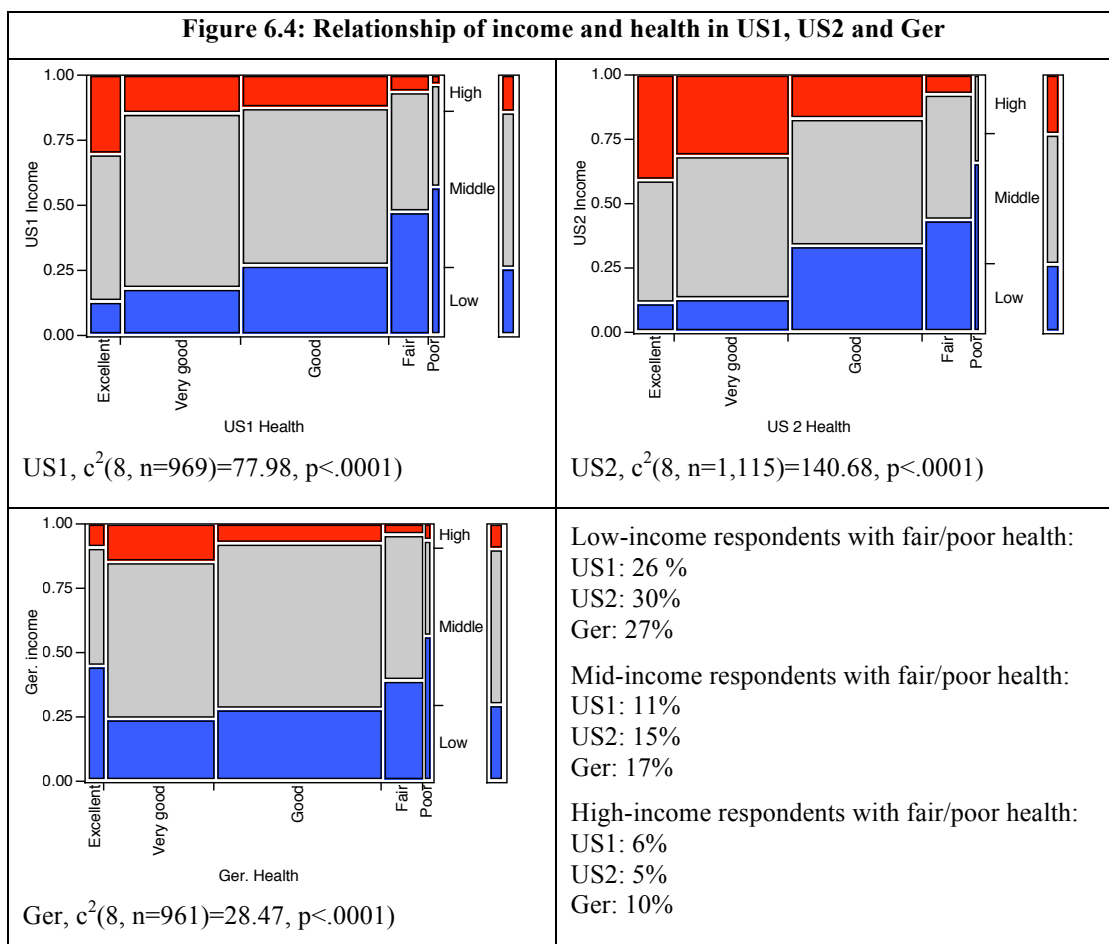 Figure 6.4: Relationship of income and health in US1, US2 and Ger
1.00
0.75
0.50
0.25
0.00
US1 Income
High
Middle
Low
Excellent
Very good
Good
Fair
Poor
US1 Health
US1, c2(8, n=969)=77.98, p<.0001)
1.00
0.75
0.50
0.25
0.00
US2 Income
High
Middle
Low
Excellent
Very good
Good
Fair
Poor
US 2 Health
US2, c2(8, n=1,115)=140.68, p<.0001)
1.00
0.75
0.50
0.25
0.00
Ger. income
High
Middle
Low
Excellent
Very good
Good
Fair
Poor
Ger. Health
Ger, c2(8, n=961)=28.47, p<.0001)
Low-income respondents with fair/poor health:
US1: 26 %
US2: 30%
Ger: 27%
Mid-income respondents with fair/poor health:
US1: 11%
US2: 15%
Ger: 17%
High-income respondents with fair/poor health:
US1: 6%
US2: 5%
Ger: 10%